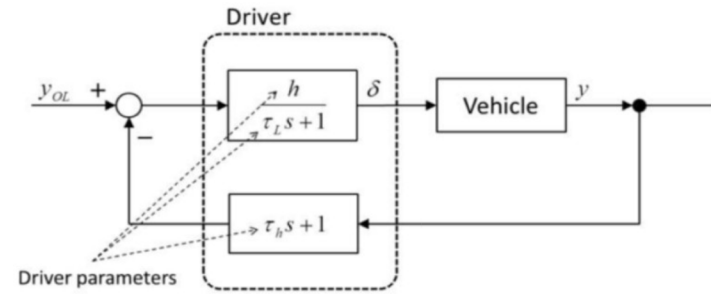 Driver
y_OL + h δ Vehicle y
τ_L s + 1
−
τ_h s + 1
Driver parameters